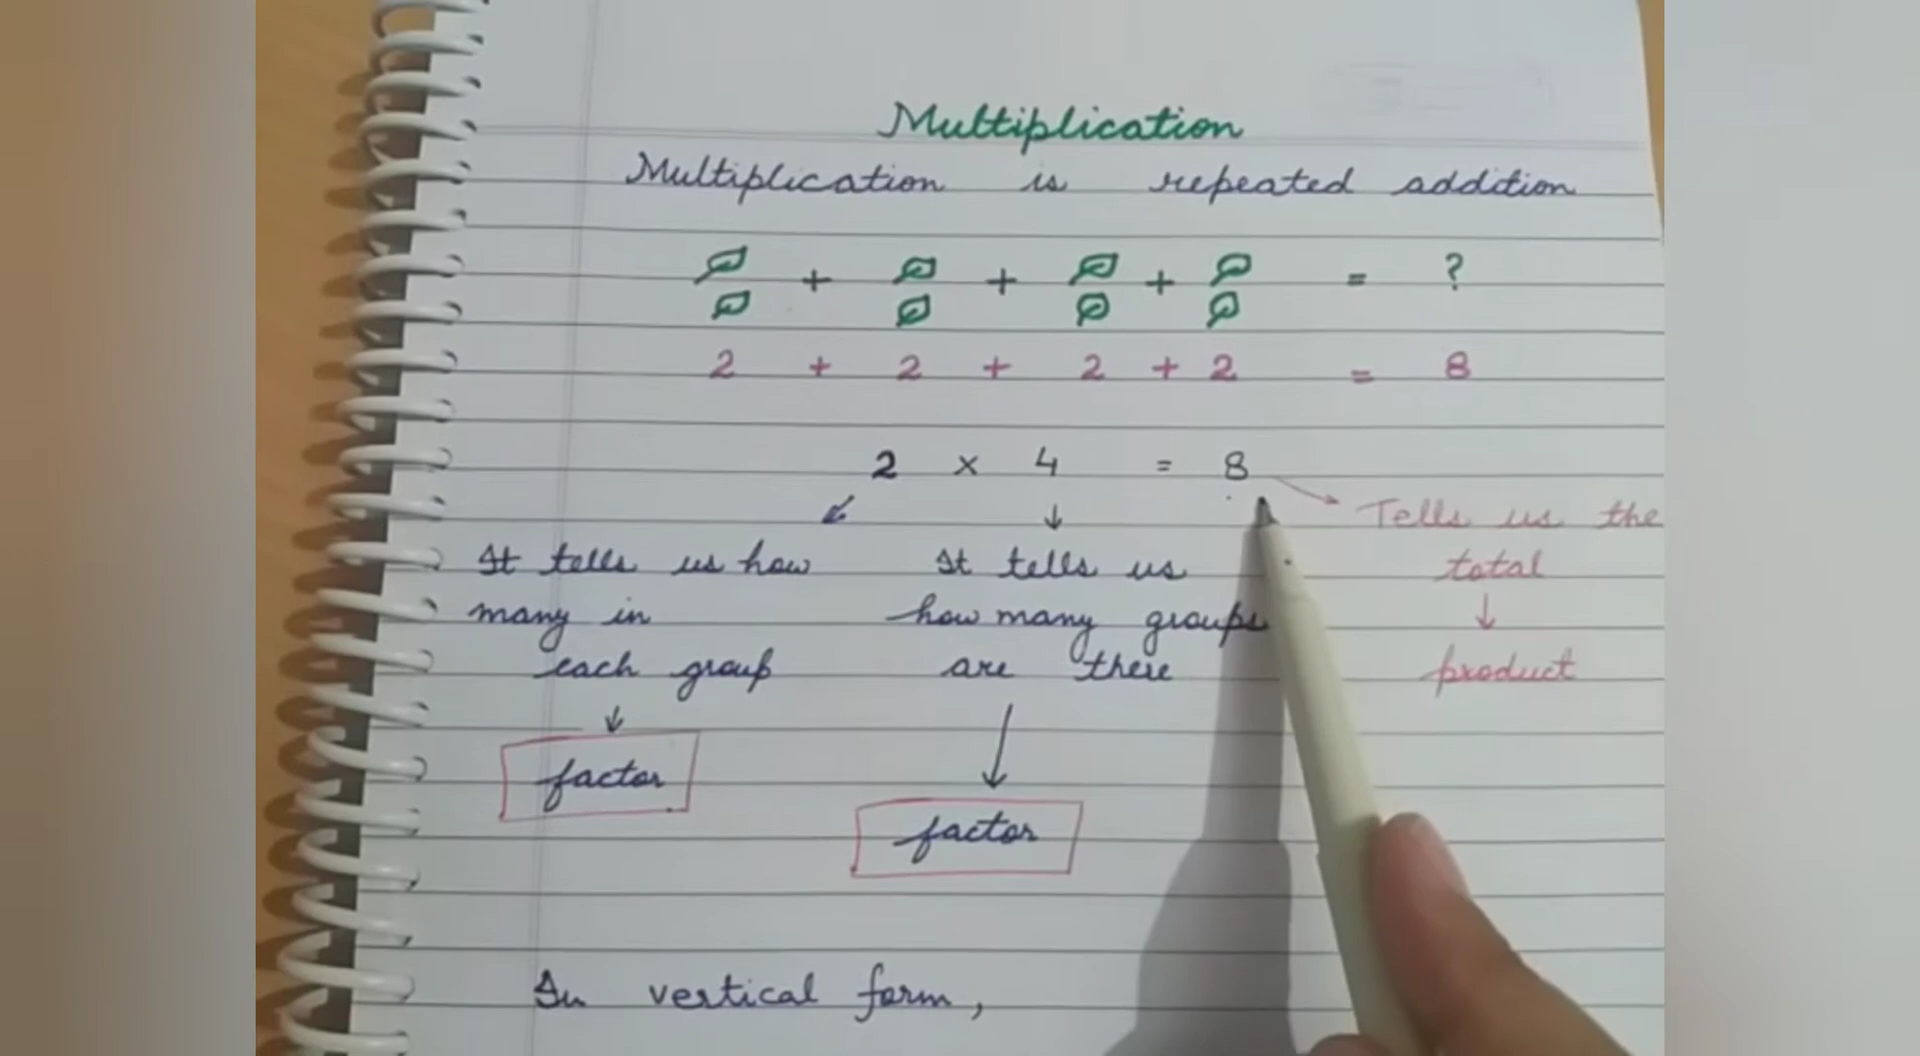 Multiplication
Multiplication is repeated addition
+ + + = ?
2 + 2 + 2 + 2 = 8
2 × 4 = 8
It tells us how
many in
each group
factor
It tells us
how many groups
are there
factor
Tells us the
total
product
In vertical form,